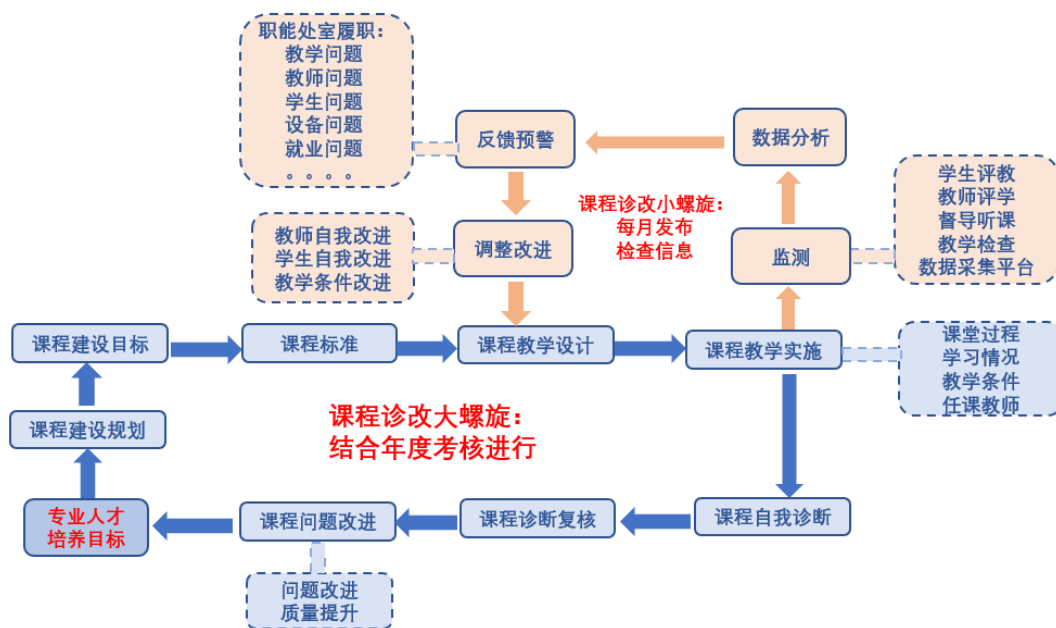 职能处室履职：
教学问题
教师问题
学生问题
设备问题
就业问题
。。。。
反馈预警
数据分析
课程诊改小螺旋：
每月发布
检查信息
学生评教
教师评学
督导听课
教学检查
数据采集平台
教师自我改进
学生自我改进
教学条件改进
调整改进
监测
课程建设目标
课程标准
课程教学设计
课程教学实施
课堂过程
学习情况
教学条件
任课教师
课程诊改大螺旋：
结合年度考核进行
课程建设规划
专业人才
培养目标
课程问题改进
课程诊断复核
课程自我诊断
问题改进
质量提升